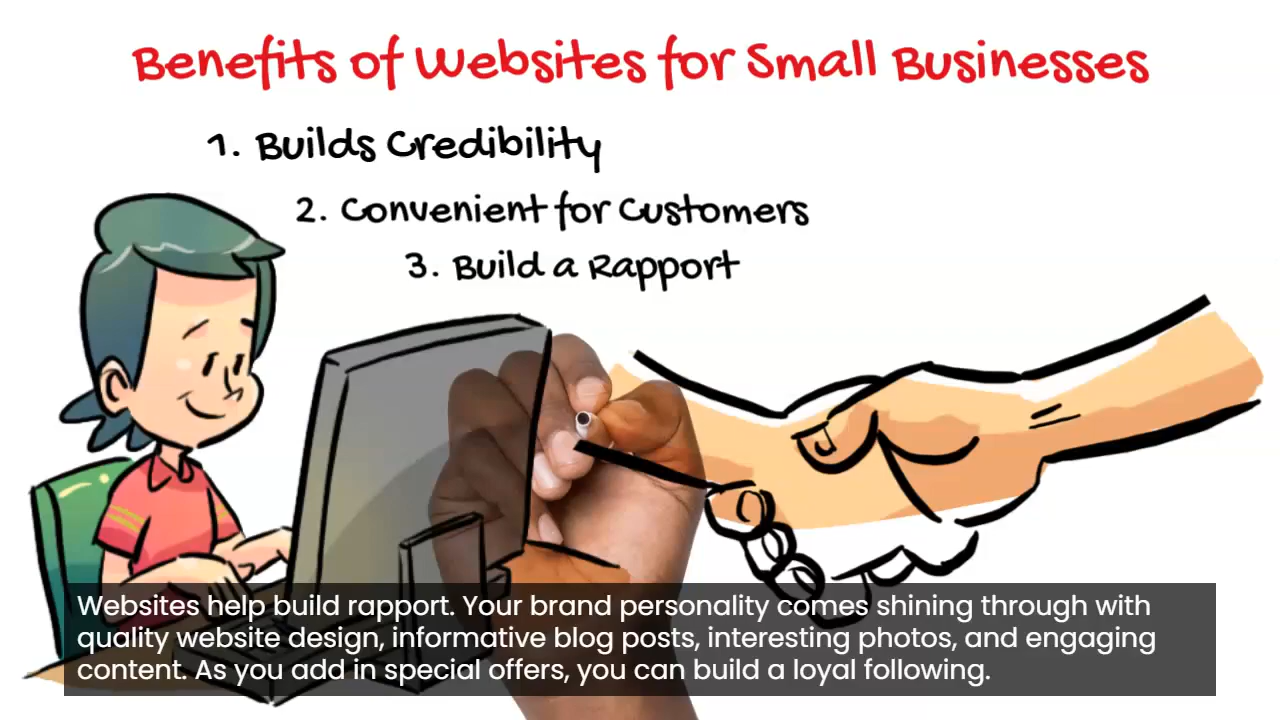 Benefits of Websites for Small Businesses
1. Builds Credibility
2. Convenient for Customers
3. Build a Rapport
Websites help build rapport. Your brand personality comes shining through with
quality website design, informative blog posts, interesting photos, and engaging
content. As you add in special offers, you can build a loyal following.